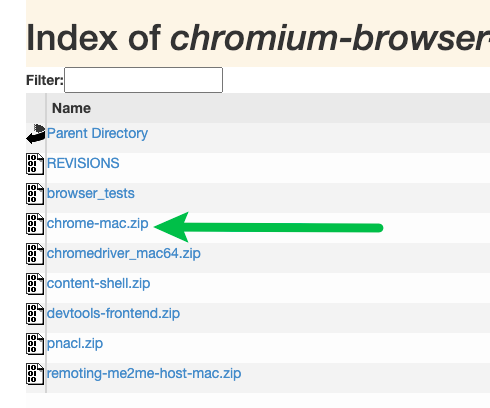 Index of chromium-browser-
Filter:
Name
Parent Directory
REVISIONS
browser_tests
chrome-mac.zip
chromedriver_mac64.zip
content-shell.zip
devtools-frontend.zip
pnacl.zip
remoting-me2me-host-mac.zip